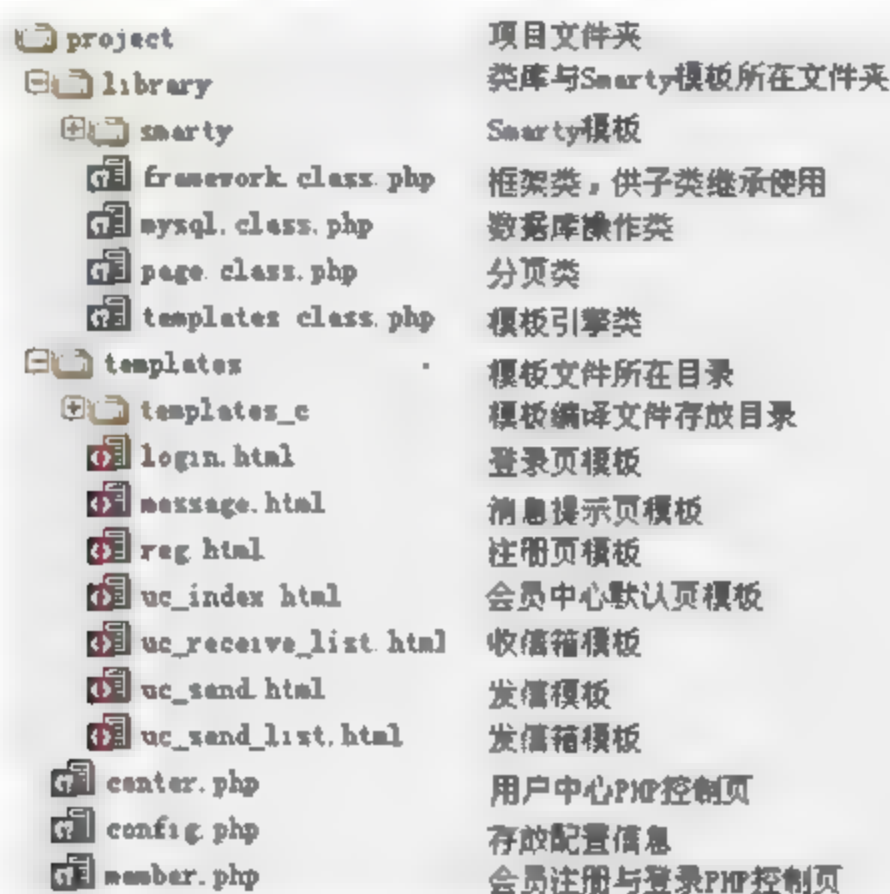 project 项目文件夹
library 类库与Smarty模板所在文件夹
smarty Smarty模板
framework.class.php 框架类，供子类继承使用
mysql.class.php 数据库操作类
page.class.php 分页类
templates.class.php 模板引擎类
templates 模板文件所在目录
templates_c 模板编译文件存放目录
login.html 登录页模板
message.html 消息提示页模板
reg.html 注册页模板
uc_index.html 会员中心默认页模板
uc_receive_list.html 收信箱模板
uc_send.html 发信模板
uc_send_list.html 发信箱模板
center.php 用户中心PHP控制页
config.php 存放配置信息
member.php 会员注册与登录PHP控制页